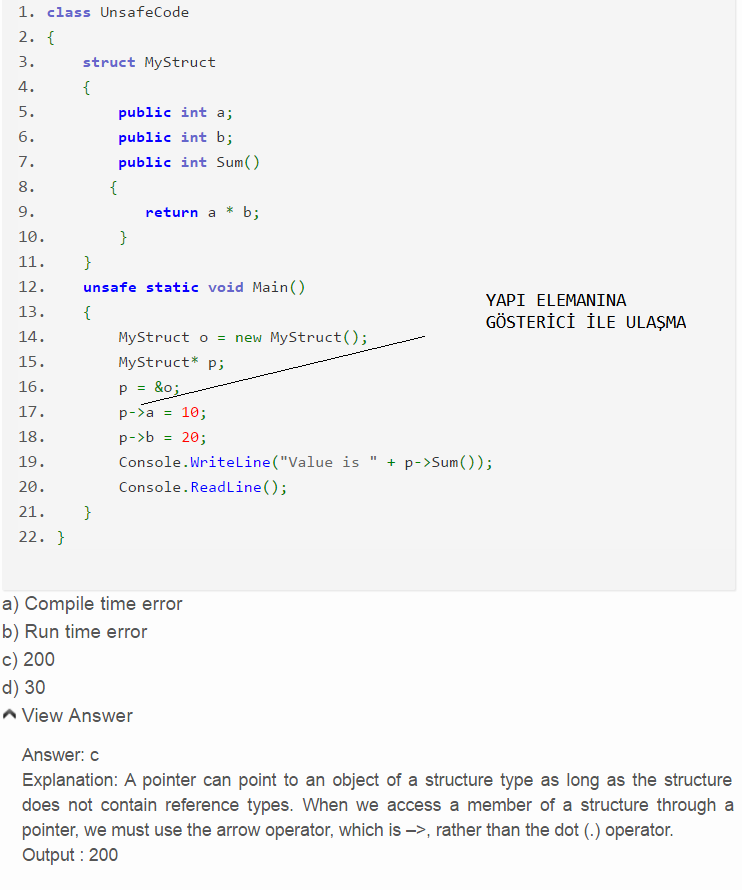 1. class UnsafeCode
2. {
3. struct MyStruct
4. {
5. public int a;
6. public int b;
7. public int Sum()
8. {
9. return a * b;
10. }
11. }
12. unsafe static void Main()
13. {
YAPI ELEMANINA
GÖSTERİCİ İLE ULAŞMA
14. MyStruct o = new MyStruct();
15. MyStruct* p;
16. p = &o;
17. p->a = 10;
18. p->b = 20;
19. Console.WriteLine("Value is " + p->Sum());
20. Console.ReadLine();
21. }
22. }
a) Compile time error
b) Run time error
c) 200
d) 30
View Answer
Answer: c
Explanation: A pointer can point to an object of a structure type as long as the structure
does not contain reference types. When we access a member of a structure through a
pointer, we must use the arrow operator, which is –>, rather than the dot (.) operator.
Output : 200